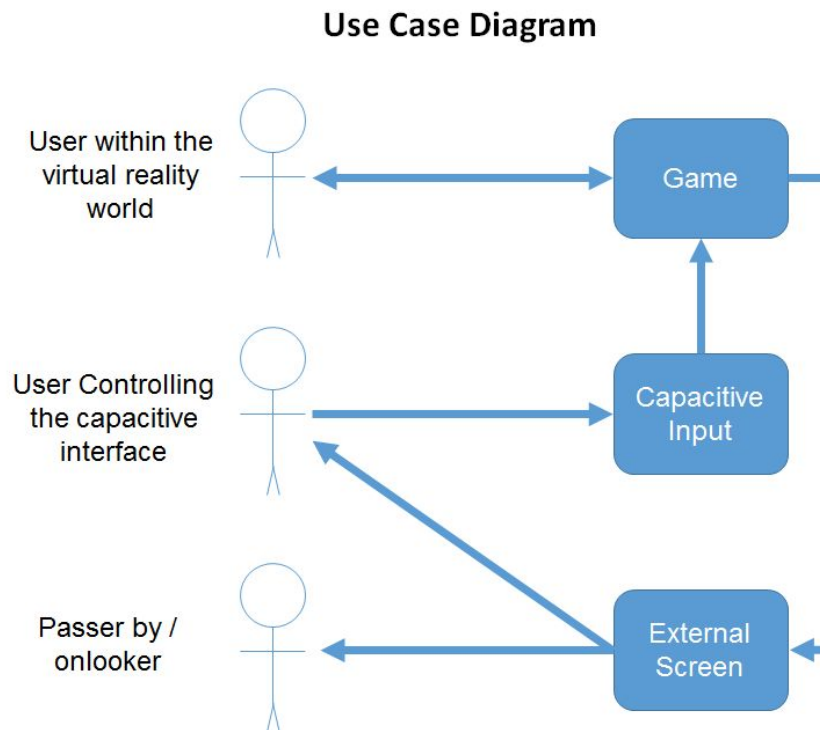 Use Case Diagram
User within the
virtual reality
world
Game
User Controlling
the capacitive
interface
Capacitive
Input
Passer by /
onlooker
External
Screen